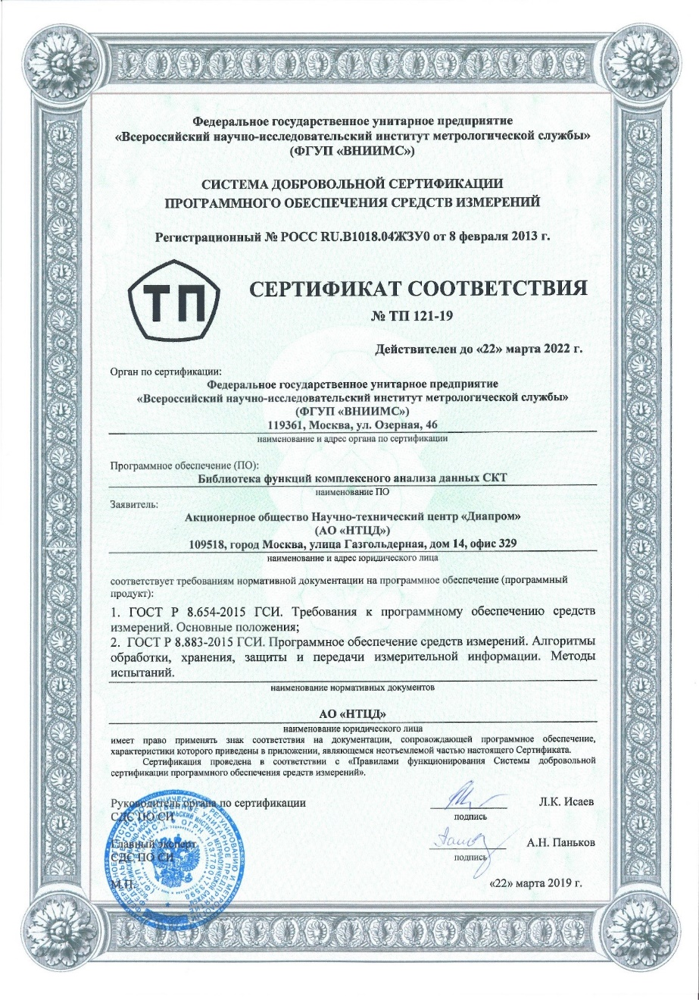 Федеральное государственное унитарное предприятие
«Всероссийский научно-исследовательский институт метрологической службы»
(ФГУП «ВНИИМС»)
СИСТЕМА ДОБРОВОЛЬНОЙ СЕРТИФИКАЦИИ
ПРОГРАММНОГО ОБЕСПЕЧЕНИЯ СРЕДСТВ ИЗМЕРЕНИЙ
Регистрационный № РОСС RU.В1018.04ЖЗУ0 от 8 февраля 2013 г.
ТП
СЕРТИФИКАТ СООТВЕТСТВИЯ
№ ТП 121-19
Действителен до «22» марта 2022 г.
Орган по сертификации:
Федеральное государственное унитарное предприятие
«Всероссийский научно-исследовательский институт метрологической службы»
(ФГУП «ВНИИМС»)
119361, Москва, ул. Озерная, 46
наименование и адрес органа по сертификации
Программное обеспечение (ПО):
Библиотека функций комплексного анализа данных СКТ
наименование ПО
Заявитель:
Акционерное общество Научно-технический центр «Диапром»
(АО «НТЦД»)
109518, город Москва, улица Газгольдерная, дом 14, офис 329
наименование и адрес юридического лица
соответствует требованиям нормативной документации на программное обеспечение (программный
продукт):
1. ГОСТ Р 8.654-2015 ГСИ. Требования к программному обеспечению средств
измерений. Основные положения;
2. ГОСТ Р 8.883-2015 ГСИ. Программное обеспечение средств измерений. Алгоритмы
обработки, хранения, защиты и передачи измерительной информации. Методы
испытаний.
наименование нормативных документов
АО «НТЦД»
наименование юридического лица
имеет право применять знак соответствия на документации, сопровождающей программное обеспечение,
характеристики которого приведены в приложении, являющемся неотъемлемой частью настоящего Сертификата.
Сертификация проведена в соответствии с «Правилами функционирования Системы добровольной
сертификации программного обеспечения средств измерений».
Руководитель органа по сертификации
СДС ПО СИ
подпись
Л.К. Исаев
Главный эксперт
СДС ПО СИ
подпись
А.Н. Паньков
М.П.
«22» марта 2019 г.